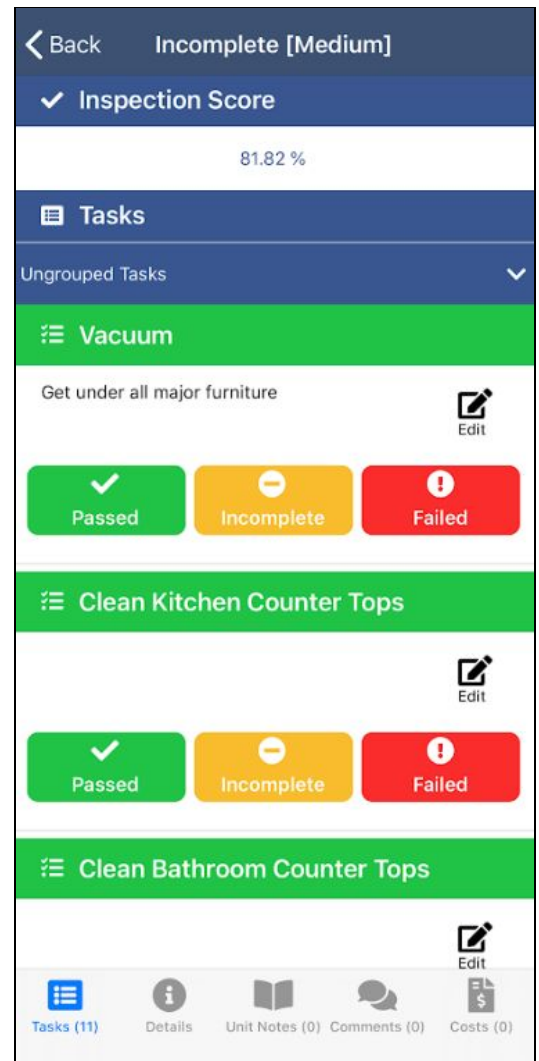 Back Incomplete [Medium]
Inspection Score
81.82 %
Tasks
Ungrouped Tasks
Vacuum
Get under all major furniture
Edit
Passed Incomplete Failed
Clean Kitchen Counter Tops
Edit
Passed Incomplete Failed
Clean Bathroom Counter Tops
Edit
Tasks (11) Details Unit Notes (0) Comments (0) Costs (0)